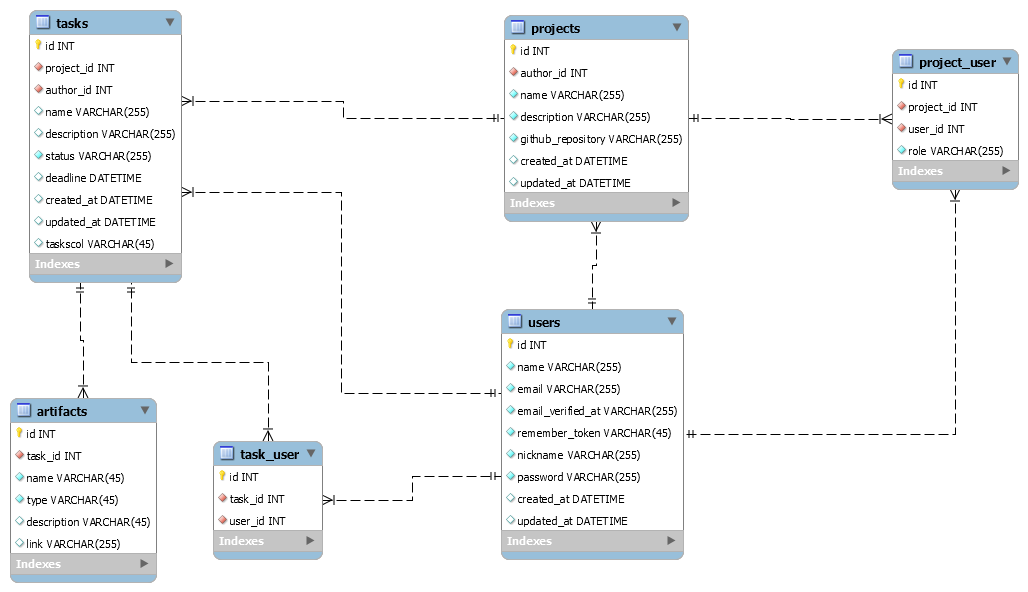 tasks
id INT
project_id INT
author_id INT
name VARCHAR(255)
description VARCHAR(255)
status VARCHAR(255)
deadline DATETIME
created_at DATETIME
updated_at DATETIME
taskscol VARCHAR(45)
Indexes
projects
id INT
author_id INT
name VARCHAR(255)
description VARCHAR(255)
github_repository VARCHAR(255)
created_at DATETIME
updated_at DATETIME
Indexes
project_user
id INT
project_id INT
user_id INT
role VARCHAR(255)
Indexes
artifacts
id INT
task_id INT
name VARCHAR(45)
type VARCHAR(45)
description VARCHAR(45)
link VARCHAR(255)
Indexes
task_user
id INT
task_id INT
user_id INT
Indexes
users
id INT
name VARCHAR(255)
email VARCHAR(255)
email_verified_at VARCHAR(255)
remember_token VARCHAR(45)
nickname VARCHAR(255)
password VARCHAR(255)
created_at DATETIME
updated_at DATETIME
Indexes